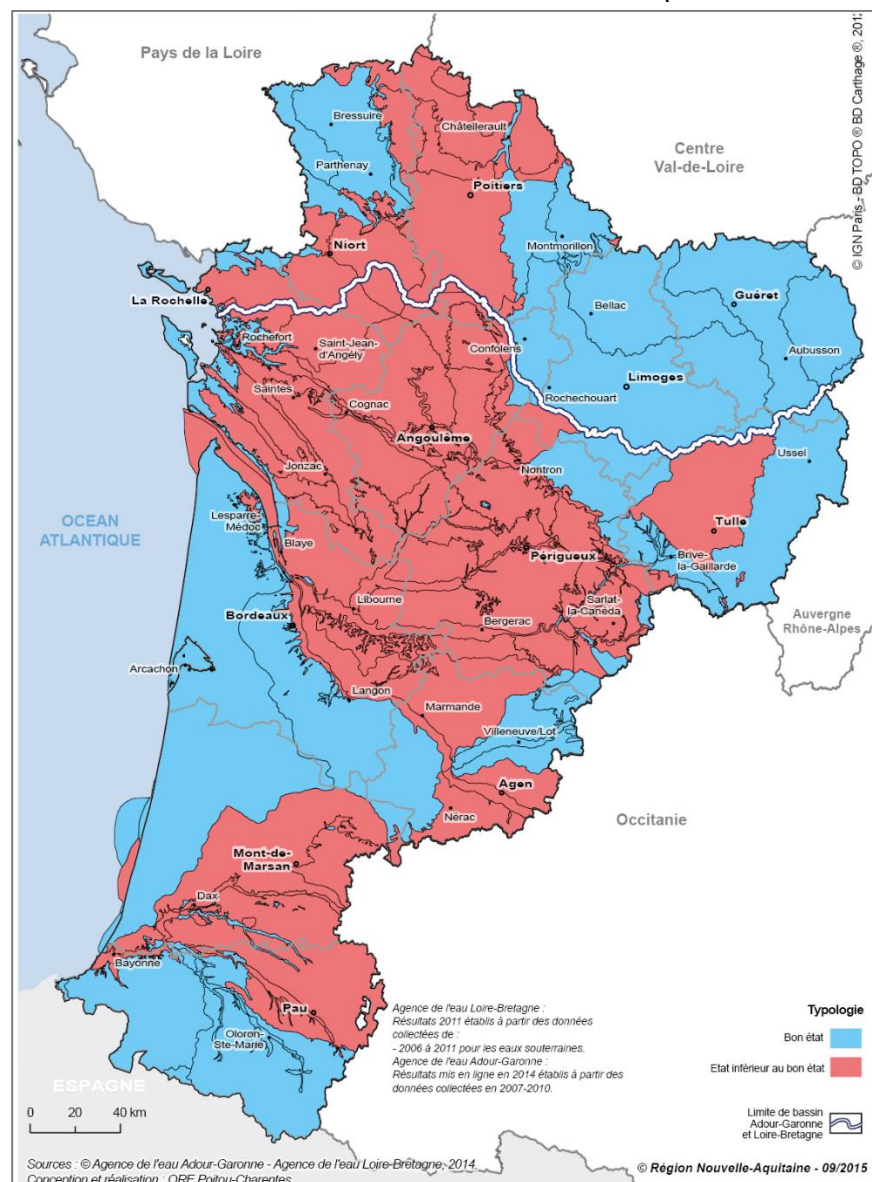 Pays de la Loire
© IGN Paris - BD TOPO ® BD Carthage ®, 2012
Bressuire
Châtellerault
Centre
Val-de-Loire
Parthenay
Poitiers
Niort
Montmorillon
La Rochelle
Guéret
Bellac
Rochefort
Saint-Jean-
d'Angély
Confolens
Aubusson
Limoges
Saintes
Rochechouart
Cognac
Angoulême
Ussel
Jonzac
Nontron
OCEAN
ATLANTIQUE
Lesparre-
Médoc
Tulle
Blaye
Périgueux
Brive-
la-Gaillarde
Libourne
Sarlat-
la-Canéda
Bordeaux
Bergerac
Auvergne
Rhône-Alpes
Arcachon
Langon
Marmande
Villeneuve/Lot
Agen
Nérac
Occitanie
Mont-de-
Marsan
Dax
Bayonne
Pau
Oloron-
Ste-Marie
Agence de l'eau Loire-Bretagne :
Résultats 2011 établis à partir des données
collectées de :
- 2006 à 2011 pour les eaux souterraines.
Agence de l'eau Adour-Garonne :
Résultats mis en ligne en 2014 établis à partir des
données collectées en 2007-2010.
Typologie
Bon état
Etat inférieur au bon état
Limite de bassin
Adour-Garonne
et Loire-Bretagne
ESPAGNE
0 20 40 km
Sources : © Agence de l'eau Adour-Garonne - Agence de l'eau Loire-Bretagne, 2014.
Conception et réalisation : ORE Poitou-Charentes
© Région Nouvelle-Aquitaine - 09/2015